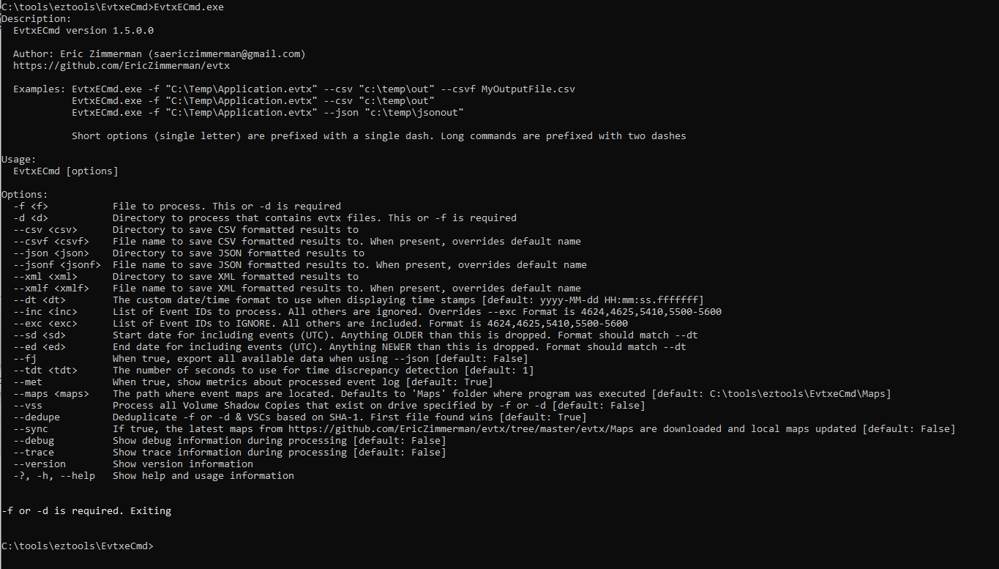 C:\tools\eztools\EvtxeCmd>EvtxECmd.exe
Description:
  EvtxECmd version 1.5.0.0

  Author: Eric Zimmerman (saericzimmerman@gmail.com)
  https://github.com/EricZimmerman/evtx

  Examples: EvtxECmd.exe -f "C:\Temp\Application.evtx" --csv "c:\temp\out" --csvf MyOutputFile.csv
            EvtxECmd.exe -f "C:\Temp\Application.evtx" --csv "c:\temp\out"
            EvtxECmd.exe -f "C:\Temp\Application.evtx" --json "c:\temp\jsonout"

            Short options (single letter) are prefixed with a single dash. Long commands are prefixed with two dashes

Usage:
  EvtxECmd [options]

Options:
  -f <f>           File to process. This or -d is required
  -d <d>           Directory to process that contains evtx files. This or -f is required
  --csv <csv>      Directory to save CSV formatted results to
  --csvf <csvf>    File name to save CSV formatted results to. When present, overrides default name
  --json <json>    Directory to save JSON formatted results to
  --jsonf <jsonf>  File name to save JSON formatted results to. When present, overrides default name
  --xml <xml>      Directory to save XML formatted results to
  --xmlf <xmlf>    File name to save XML formatted results to. When present, overrides default name
  --dt <dt>        The custom date/time format to use when displaying time stamps [default: yyyy-MM-dd HH:mm:ss.fffffff]
  --inc <inc>      List of Event IDs to process. All others are ignored. Overrides --exc Format is 4624,4625,5410,5500-5600
  --exc <exc>      List of Event IDs to IGNORE. All others are included. Format is 4624,4625,5410,5500-5600
  --sd <sd>        Start date for including events (UTC). Anything OLDER than this is dropped. Format should match --dt
  --ed <ed>        End date for including events (UTC). Anything NEWER than this is dropped. Format should match --dt
  --fj             When true, export all available data when using --json [default: False]
  --tdt <tdt>      The number of seconds to use for time discrepancy detection [default: 1]
  --met            When true, show metrics about processed event log [default: True]
  --maps <maps>    The path where event maps are located. Defaults to 'Maps' folder where program was executed [default: C:\tools\eztools\EvtxeCmd\Maps]
  --vss            Process all Volume Shadow Copies that exist on drive specified by -f or -d [default: False]
  --dedupe         Deduplicate -f or -d & VSCs based on SHA-1. First file found wins [default: True]
  --sync           If true, the latest maps from https://github.com/EricZimmerman/evtx/tree/master/evtx/Maps are downloaded and local maps updated [default: False]
  --debug          Show debug information during processing [default: False]
  --trace          Show trace information during processing [default: False]
  --version        Show version information
  -?, -h, --help   Show help and usage information

-f or -d is required. Exiting

C:\tools\eztools\EvtxeCmd>